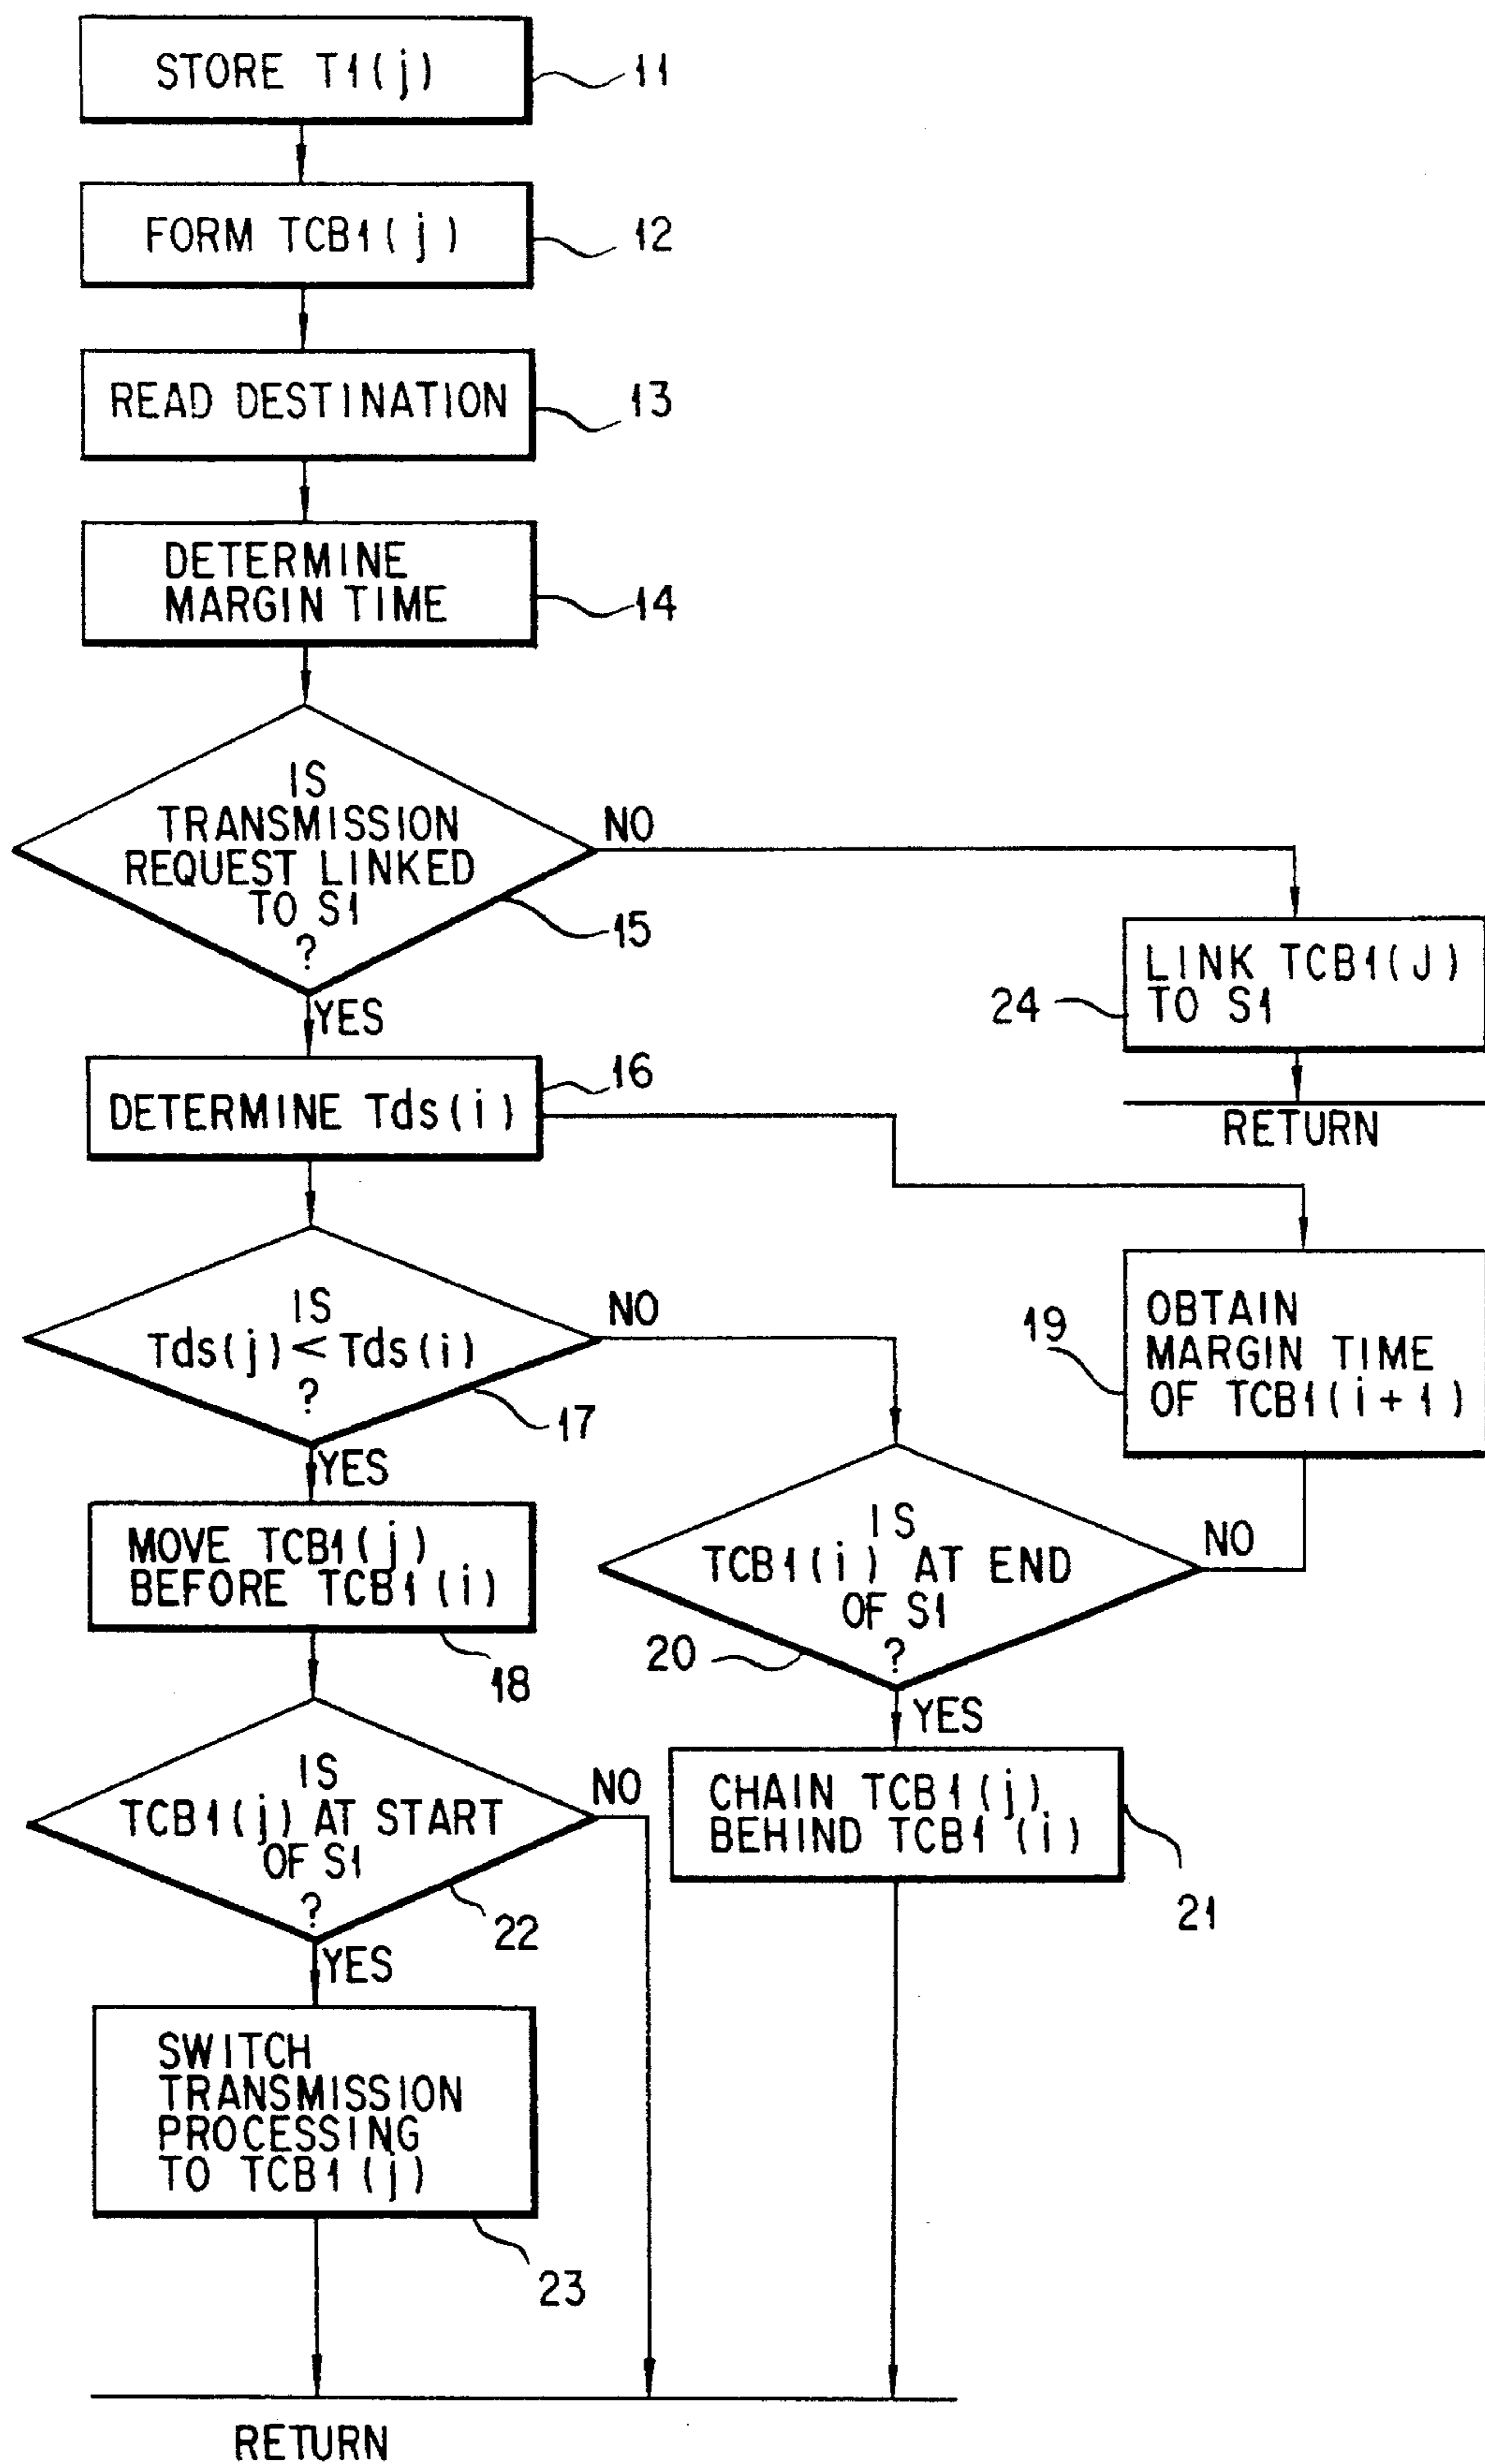 STORE T1(j)
11
FORM TCB1(j)
12
READ DESTINATION
13
DETERMINE
MARGIN TIME
14
IS
TRANSMISSION
REQUEST LINKED
TO S1
?
NO
15
YES
LINK TCB1(J)
TO S1
24
RETURN
DETERMINE Tds(i)
16
IS
Tds(j) < Tds(i)
?
NO
17
YES
OBTAIN
MARGIN TIME
OF TCB1(i+1)
19
MOVE TCB1(j)
BEFORE TCB1(i)
18
IS
TCB1(i) AT END
OF S1
?
NO
20
YES
IS
TCB1(j) AT START
OF S1
?
NO
22
YES
CHAIN TCB1(j)
BEHIND TCB1(i)
21
SWITCH
TRANSMISSION
PROCESSING
TO TCB1(j)
23
RETURN